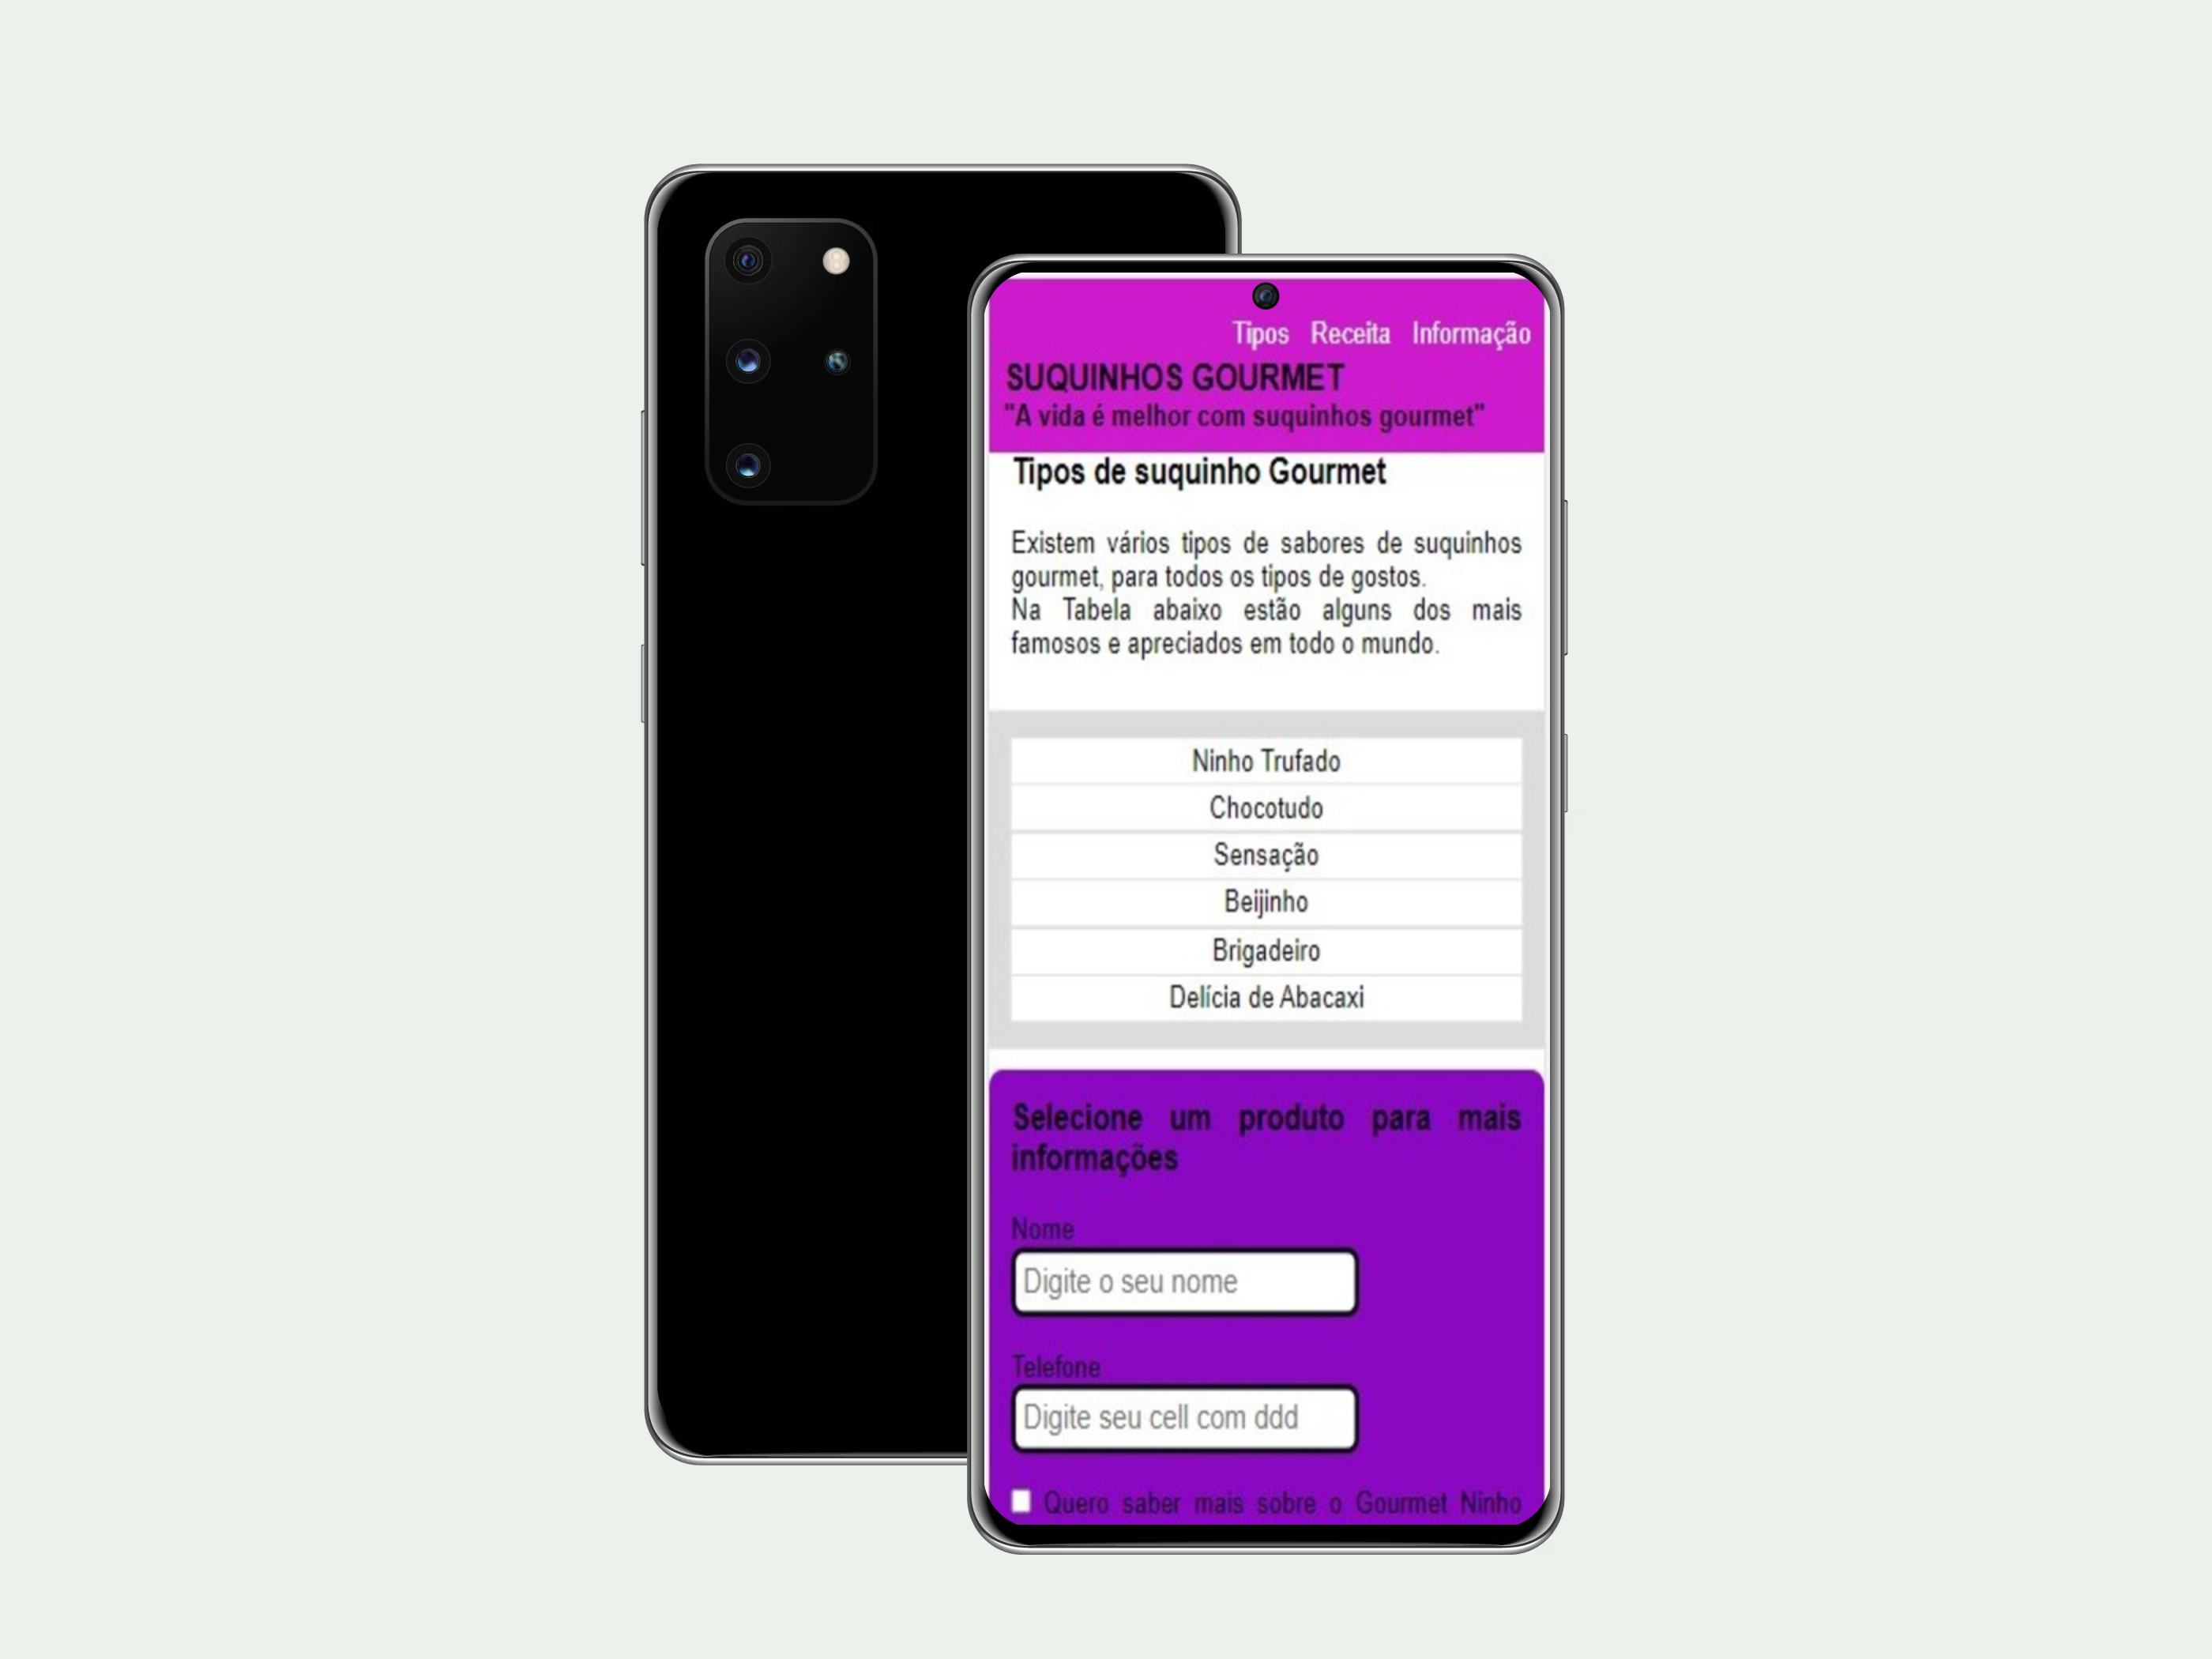 Tipos Receita Informação
SUQUINHOS GOURMET
"A vida é melhor com suquinhos gourmet"
Tipos de suquinho Gourmet
Existem vários tipos de sabores de suquinhos
gourmet, para todos os tipos de gostos.
Na Tabela abaixo estão alguns dos mais
famosos e apreciados em todo o mundo.
Ninho Trufado
Chocotudo
Sensação
Beijinho
Brigadeiro
Delícia de Abacaxi
Selecione um produto para mais
informações
Nome
Digite o seu nome
Telefone
Digite seu cell com ddd
Quero saber mais sobre o Gourmet Ninho